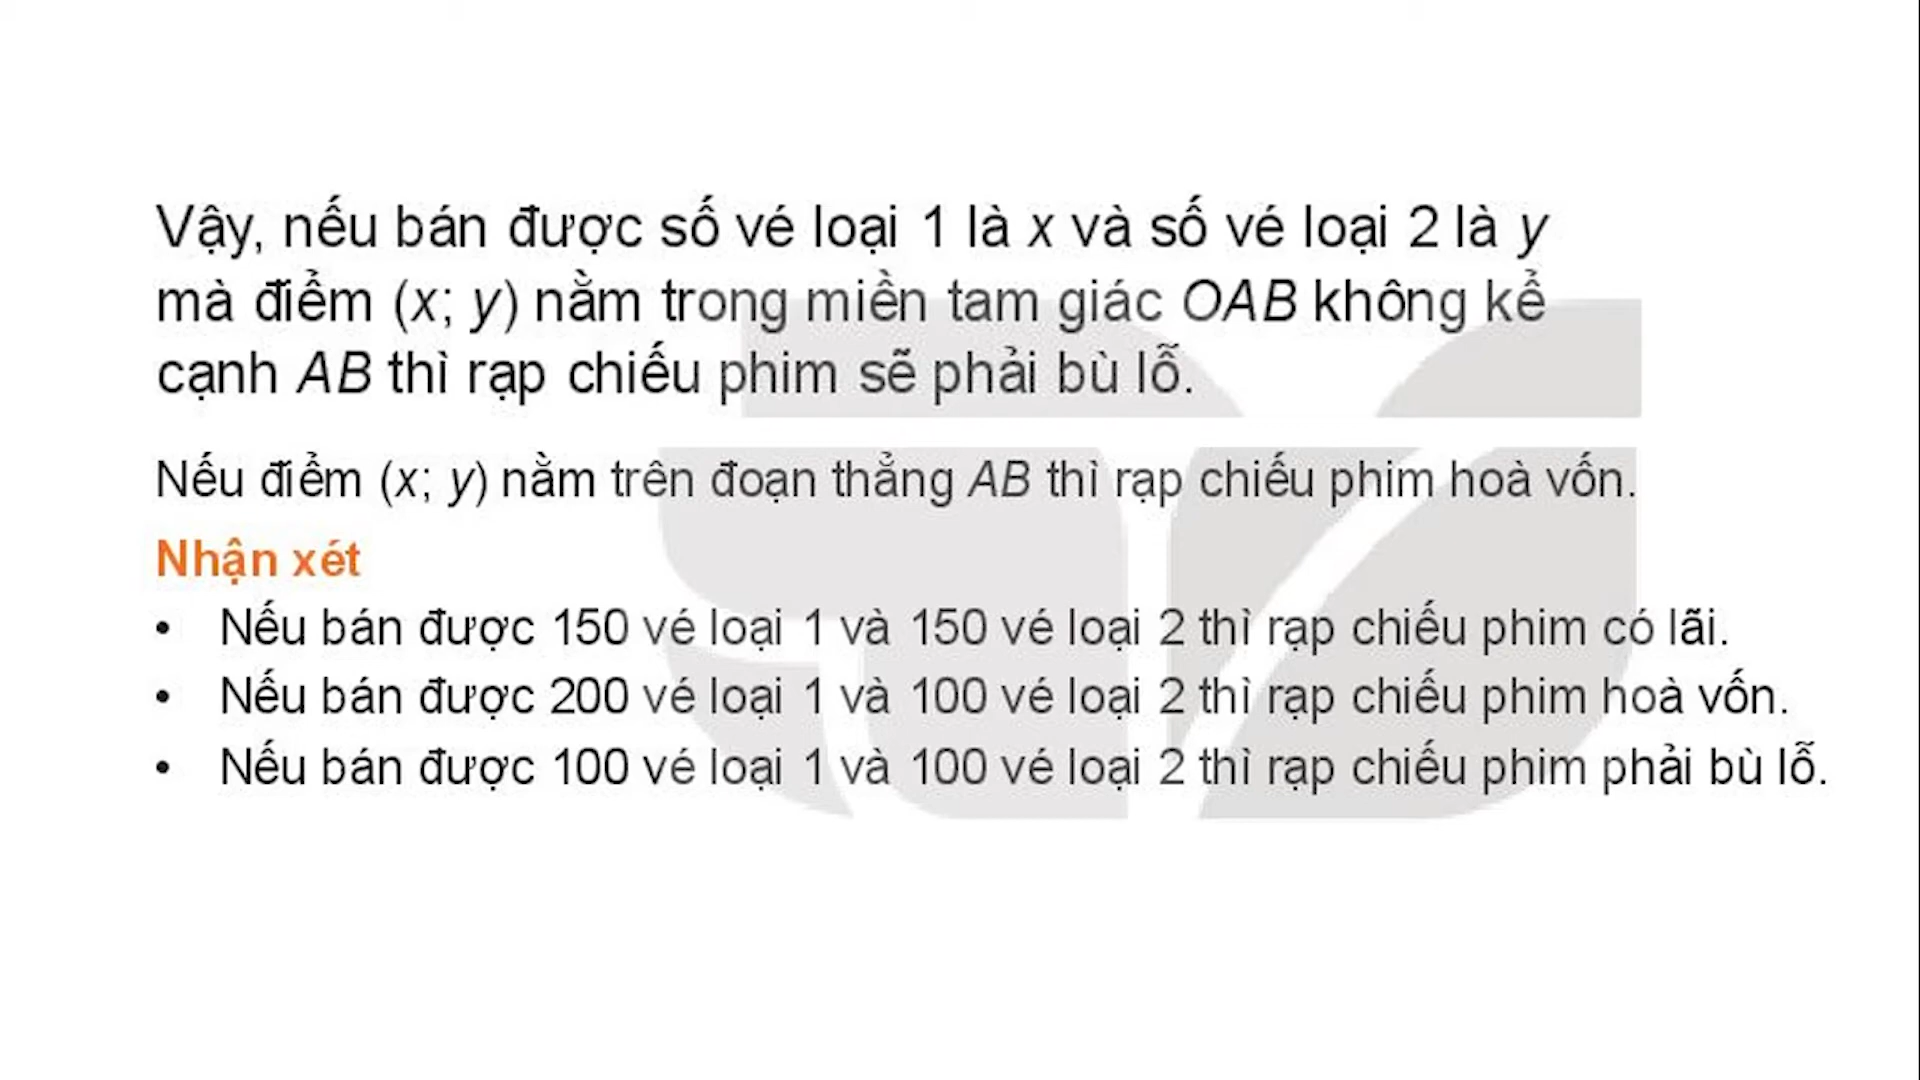 Vậy, nếu bán được số vé loại 1 là x và số vé loại 2 là y
mà điểm (x; y) nằm trong miền tam giác OAB không kể
cạnh AB thì rạp chiếu phim sẽ phải bù lỗ.
Nếu điểm (x; y) nằm trên đoạn thẳng AB thì rạp chiếu phim hoà vốn.
Nhận xét
• Nếu bán được 150 vé loại 1 và 150 vé loại 2 thì rạp chiếu phim có lãi.
• Nếu bán được 200 vé loại 1 và 100 vé loại 2 thì rạp chiếu phim hoà vốn.
• Nếu bán được 100 vé loại 1 và 100 vé loại 2 thì rạp chiếu phim phải bù lỗ.